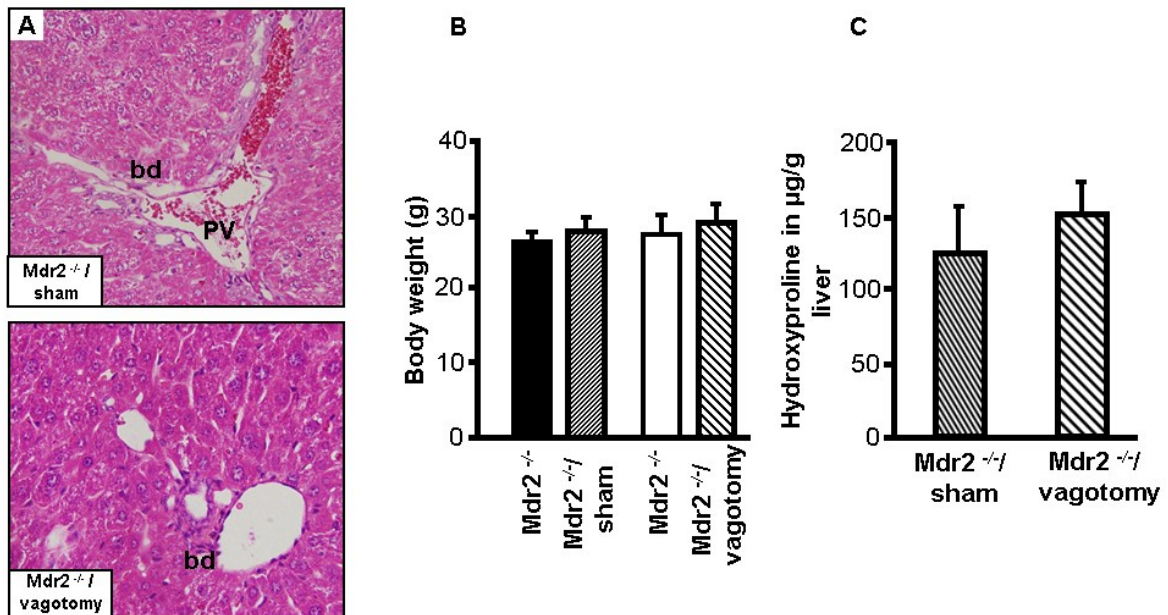 A
bd
PV
Mdr2 -/-/
sham
bd
Mdr2 -/-/
vagotomy
B
Body weight (g)
40
30
20
10
0
Mdr2 -/-
Mdr2 -/-/
sham
Mdr2 -/-
Mdr2 -/-/
vagotomy
C
Hydroxyproline in µg/g
liver
200
150
100
50
0
Mdr2 -/-/
sham
Mdr2 -/-/
vagotomy